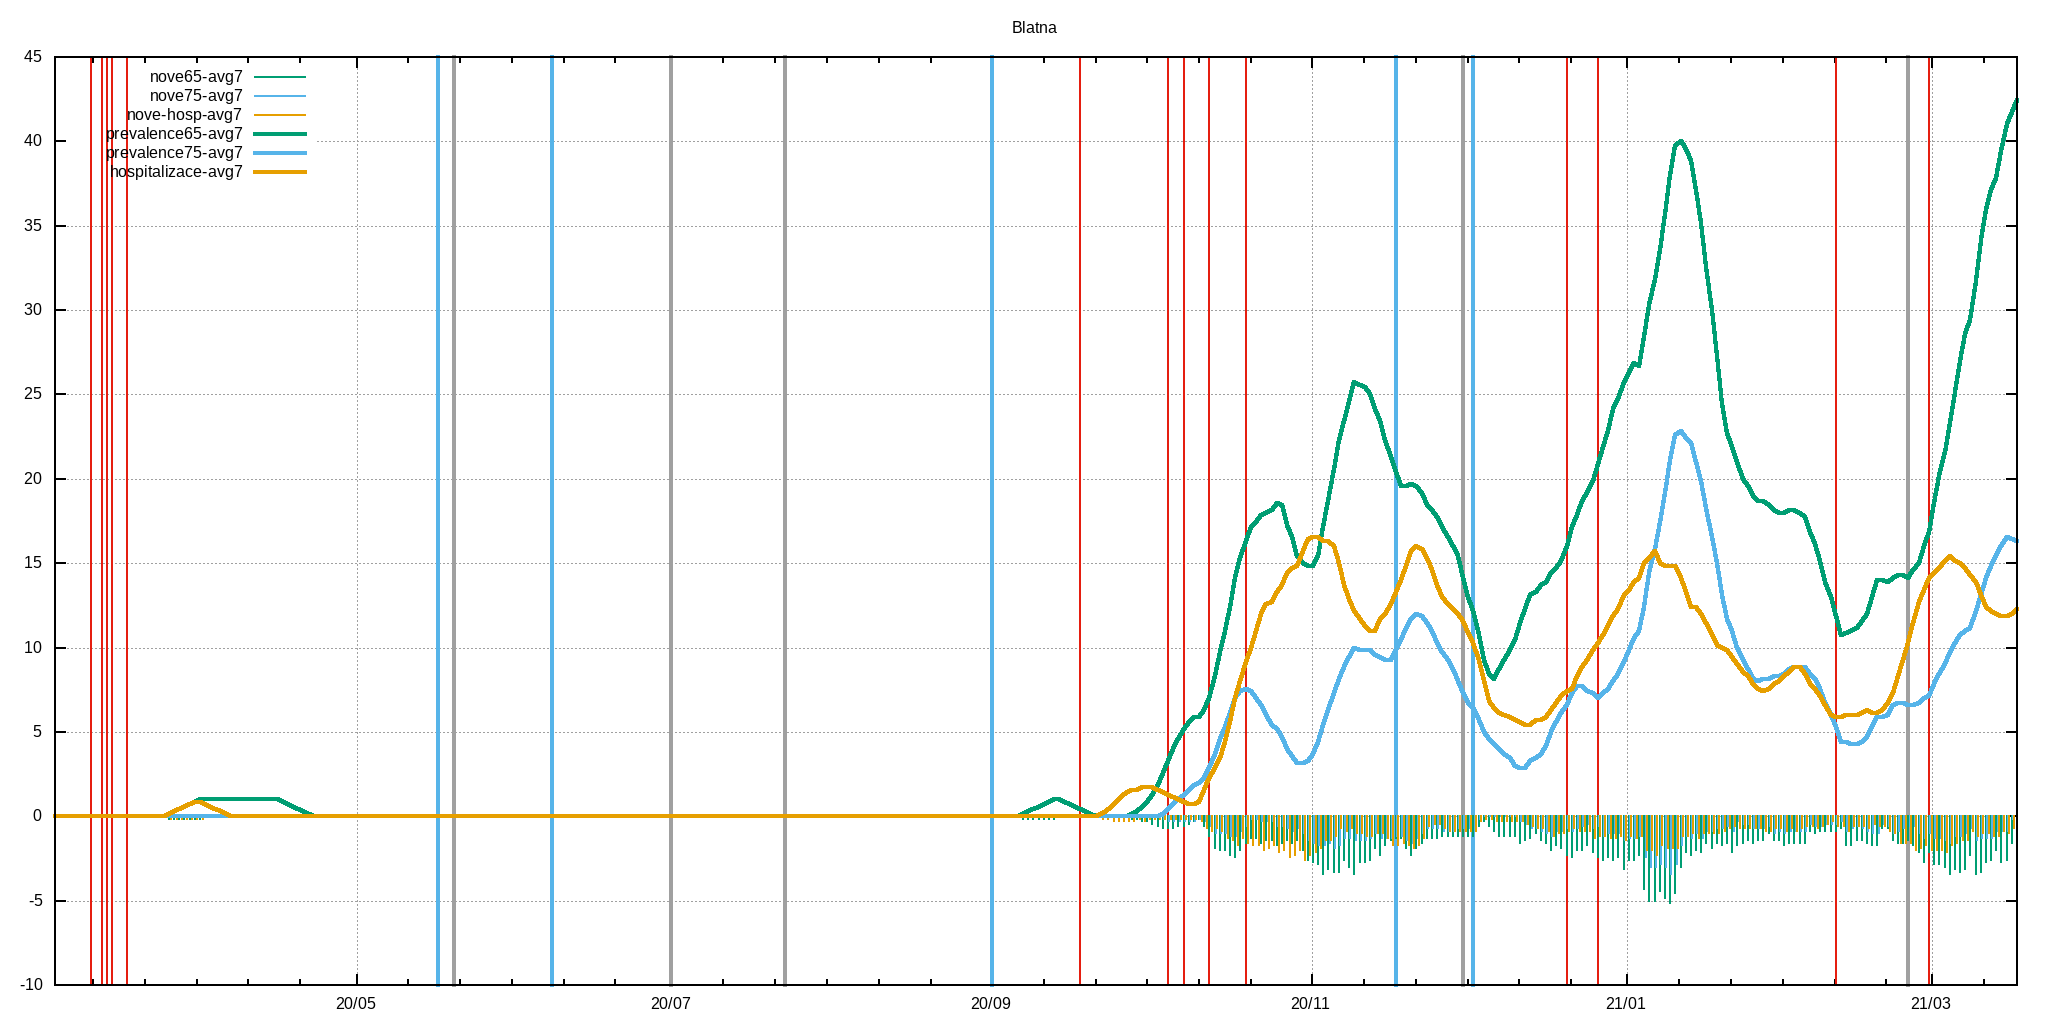 Blatna
45
40
35
30
25
20
15
10
5
0
-5
-10
nove65-avg7
nove75-avg7
nove-hosp-avg7
prevalence65-avg7
prevalence75-avg7
hospitalizace-avg7
20/05 20/07 20/09 20/11 21/01 21/03